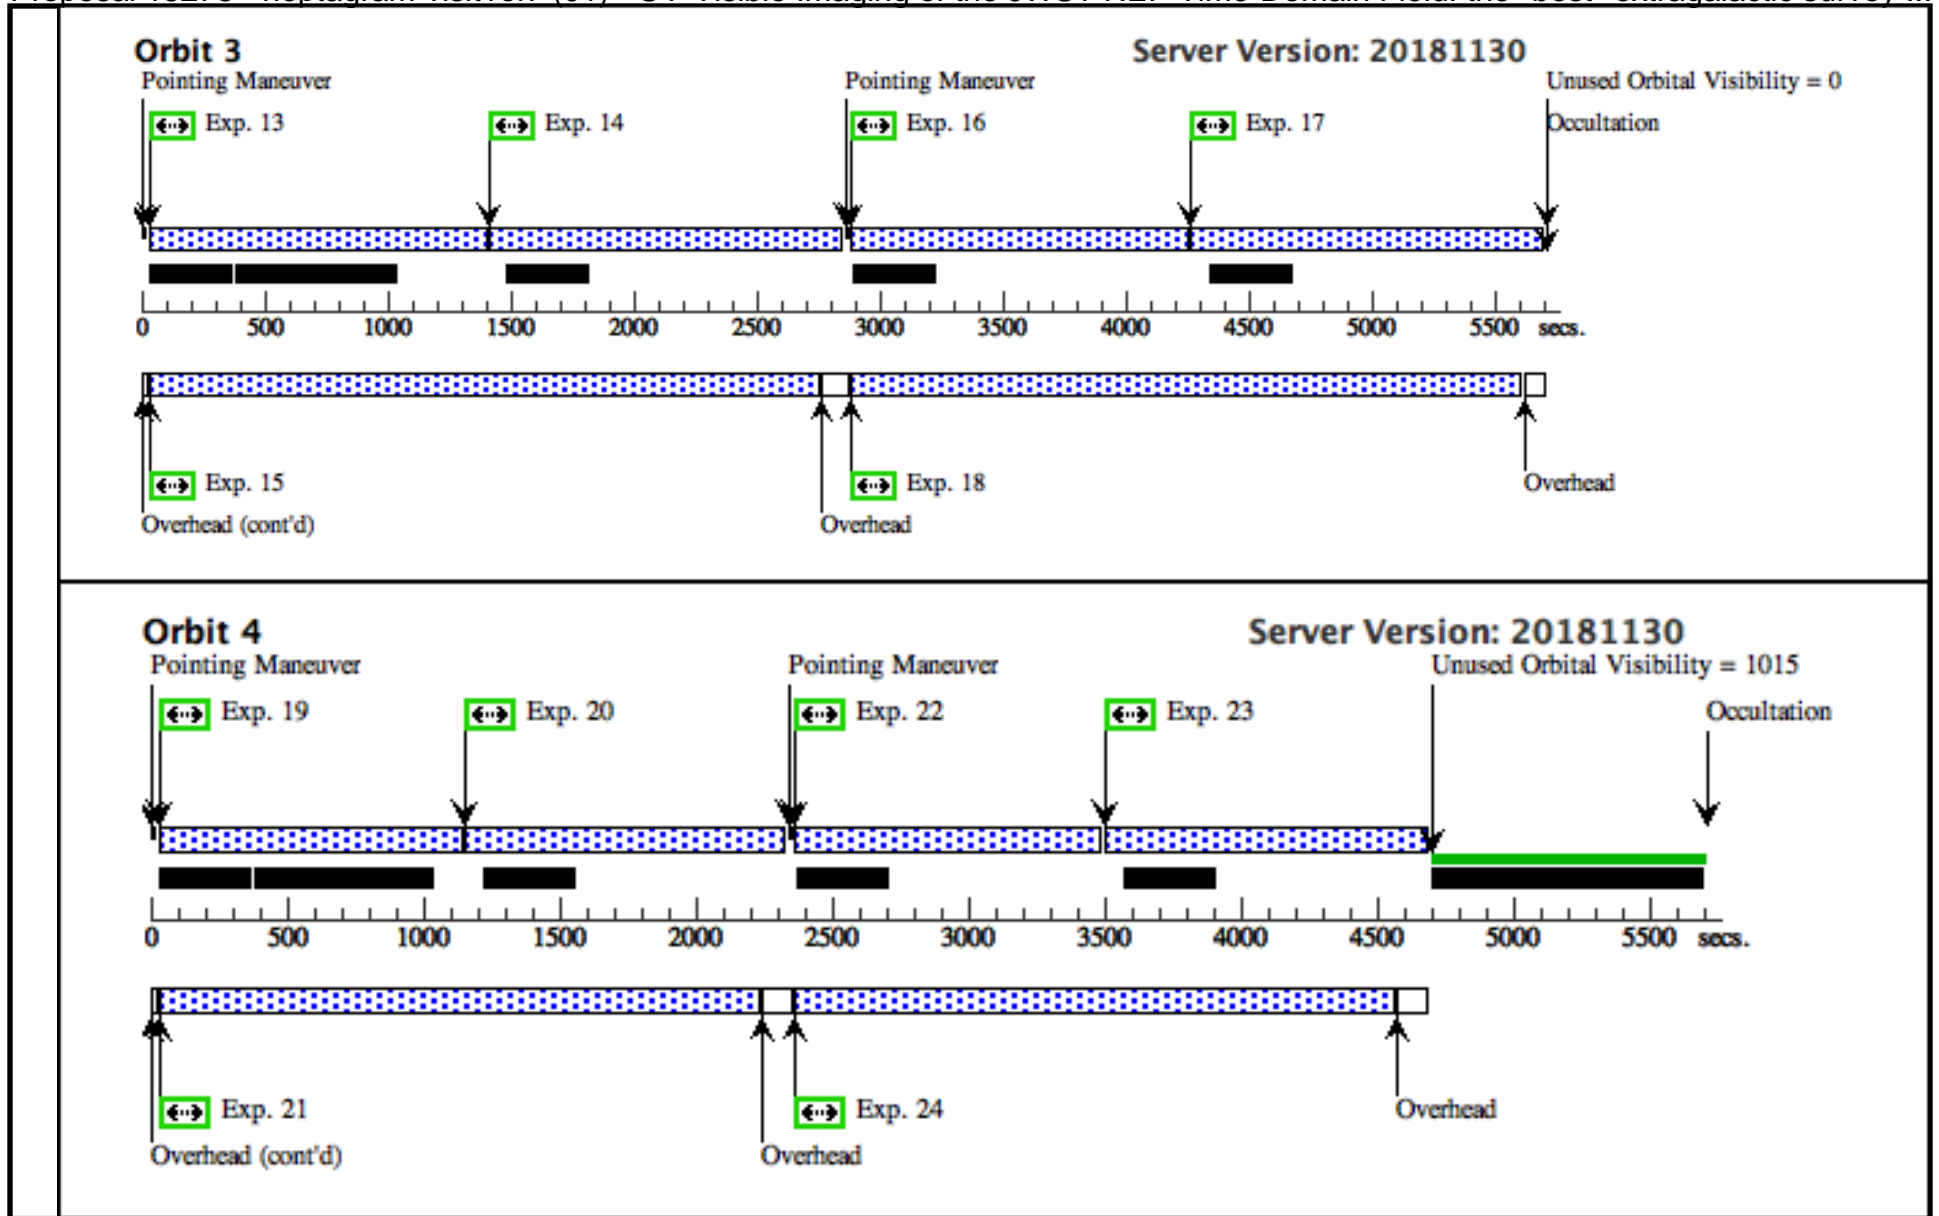 Orbit 3 Server Version: 20181130
Pointing Maneuver Pointing Maneuver Unused Orbital Visibility = 0
Exp. 13 Exp. 14 Exp. 16 Exp. 17 Occultation
0 500 1000 1500 2000 2500 3000 3500 4000 4500 5000 5500 secs.
Exp. 15 Exp. 18 Overhead
Overhead (cont'd) Overhead
Orbit 4 Server Version: 20181130
Pointing Maneuver Pointing Maneuver Unused Orbital Visibility = 1015
Exp. 19 Exp. 20 Exp. 22 Exp. 23 Occultation
0 500 1000 1500 2000 2500 3000 3500 4000 4500 5000 5500 secs.
Exp. 21 Exp. 24 Overhead
Overhead (cont'd) Overhead